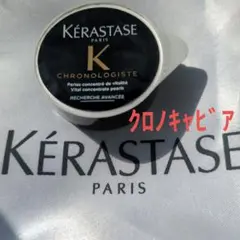 KÉRASTASE
PARIS
K
CHRONOLOGISTE
Perles concentré de vitalité
Vital concentrate pearls
RECHERCHE AVANCÉE
クロノキャビア
KÉRASTASE
PARIS